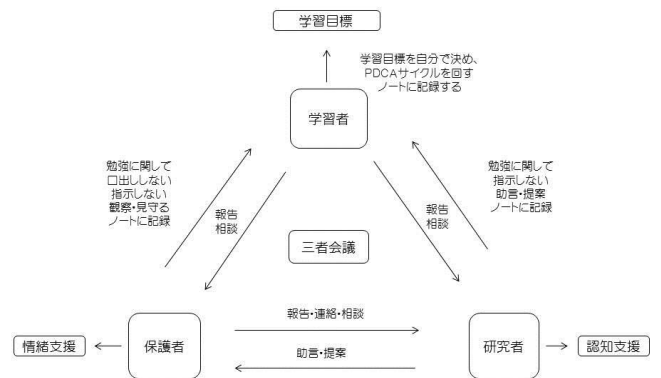 学習目標
学習目標を自分で決め、
PDCAサイクルを回す
ノートに記録する
学習者
勉強に関して
口出ししない
指示しない
観察・見守る
ノートに記録
報告
相談
報告
相談
勉強に関して
指示しない
助言・提案
ノートに記録
三者会議
報告・連絡・相談
情緒支援
保護者
研究者
認知支援
助言・提案